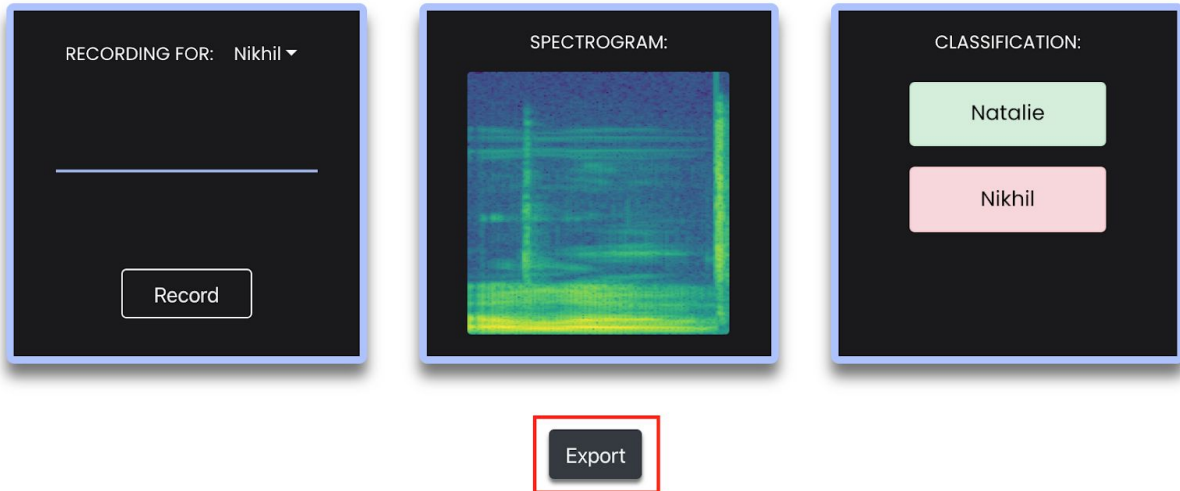 RECORDING FOR: Nikhil
Record
SPECTROGRAM:
CLASSIFICATION:
Natalie
Nikhil
Export